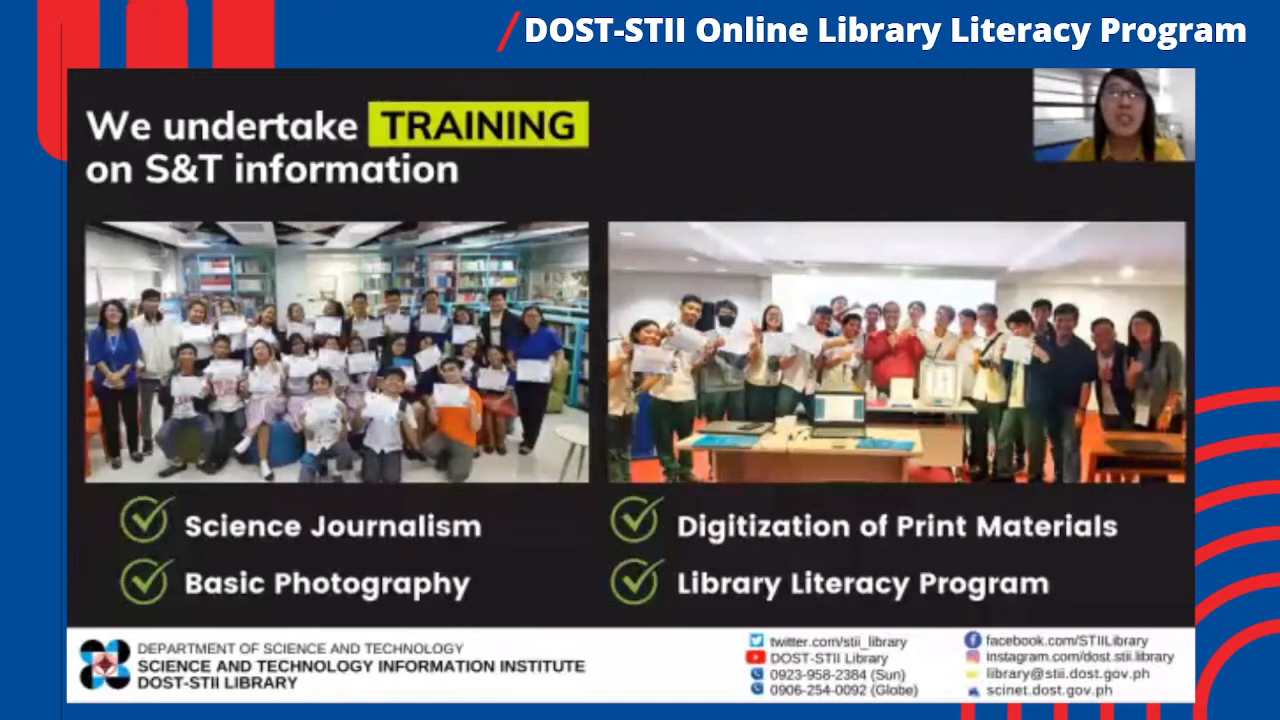 DOST-STII Online Library Literacy Program
We undertake TRAINING
on S&T information
Science Journalism
Digitization of Print Materials
Basic Photography
Library Literacy Program
DEPARTMENT OF SCIENCE AND TECHNOLOGY
SCIENCE AND TECHNOLOGY INFORMATION INSTITUTE
DOST-STII LIBRARY
twitter.com/stii_library
DOST-STII Library
0923-958-2384 (Sun)
0906-254-0092 (Globe)
facebook.com/STIILibrary
instagram.com/dost.stii.library
library@stii.dost.gov.ph
scinet.dost.gov.ph